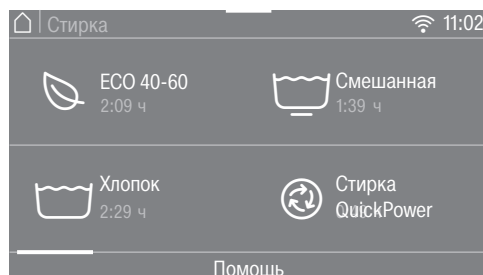 Стирка 11:02
ECO 40-60
2:09 ч
Смешанная
1:39 ч
Хлопок
2:29 ч
Стирка
QuickPower
Помощь